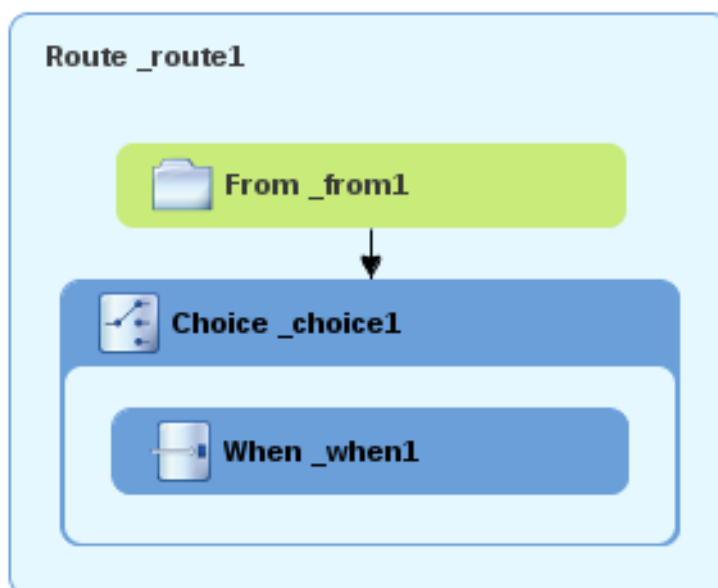 Route _route1
From _from1
Choice _choice1
When _when1